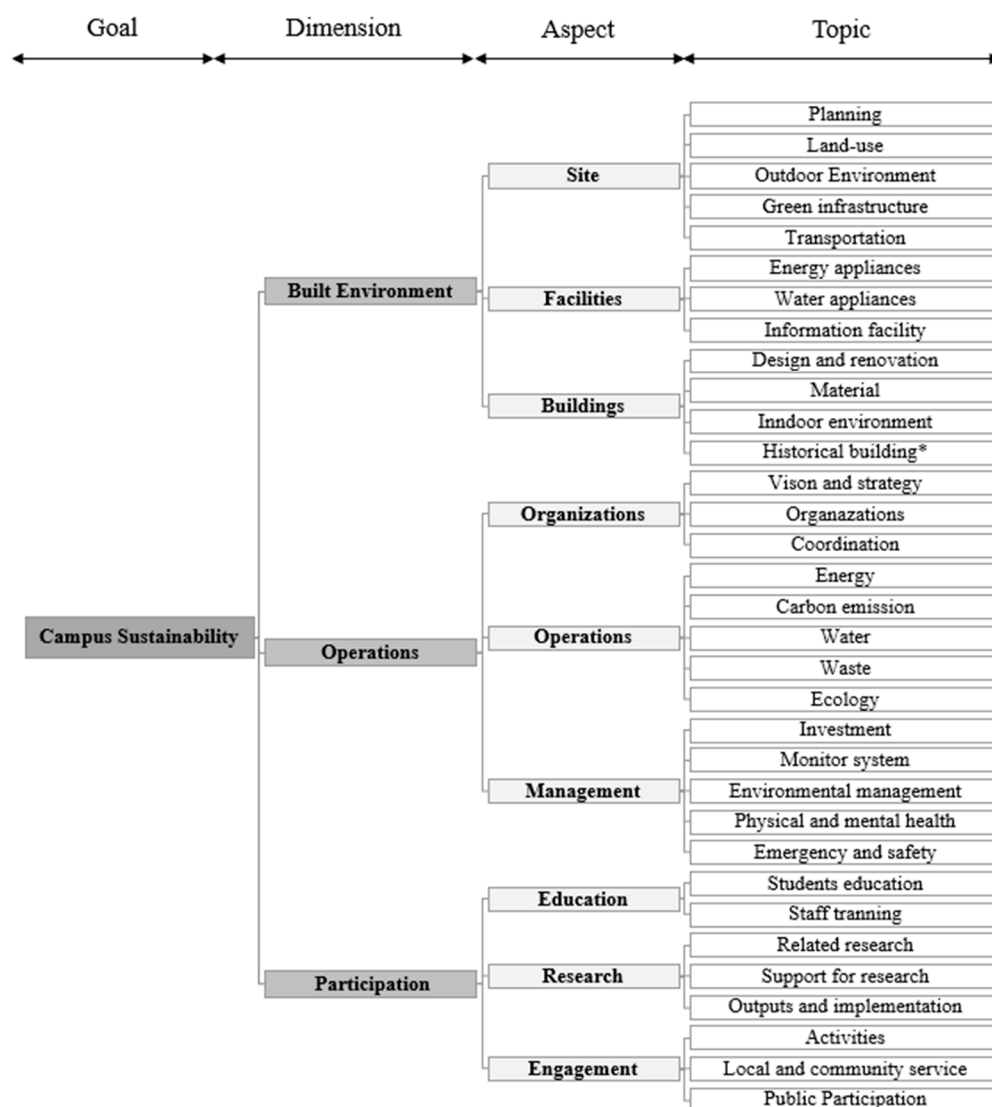 Goal Dimension Aspect Topic
Planning
Land-use
Site Outdoor Environment
Green infrastructure
Transportation
Energy appliances
Built Environment Facilities Water appliances
Information facility
Design and renovation
Material
Buildings
Inndoor environment
Historical building*
Vison and strategy
Organizations Organazations
Coordination
Energy
Carbon emission
Campus Sustainability Operations Operations Water
Waste
Ecology
Investment
Monitor system
Management Environmental management
Physical and mental health
Emergency and safety
Students education
Education
Staff tranning
Related research
Participation Research Support for research
Outputs and implementation
Activities
Engagement Local and community service
Public Participation